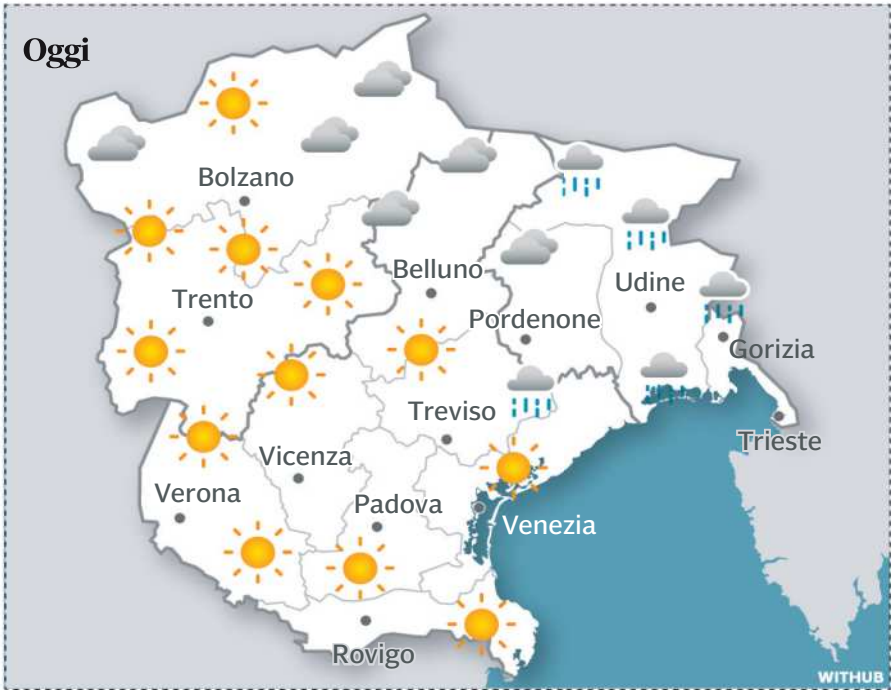 Oggi
Bolzano
Belluno
Trento
Udine
Pordenone
Gorizia
Treviso
Trieste
Vicenza
Verona
Padova
Venezia
Rovigo
WITHUB